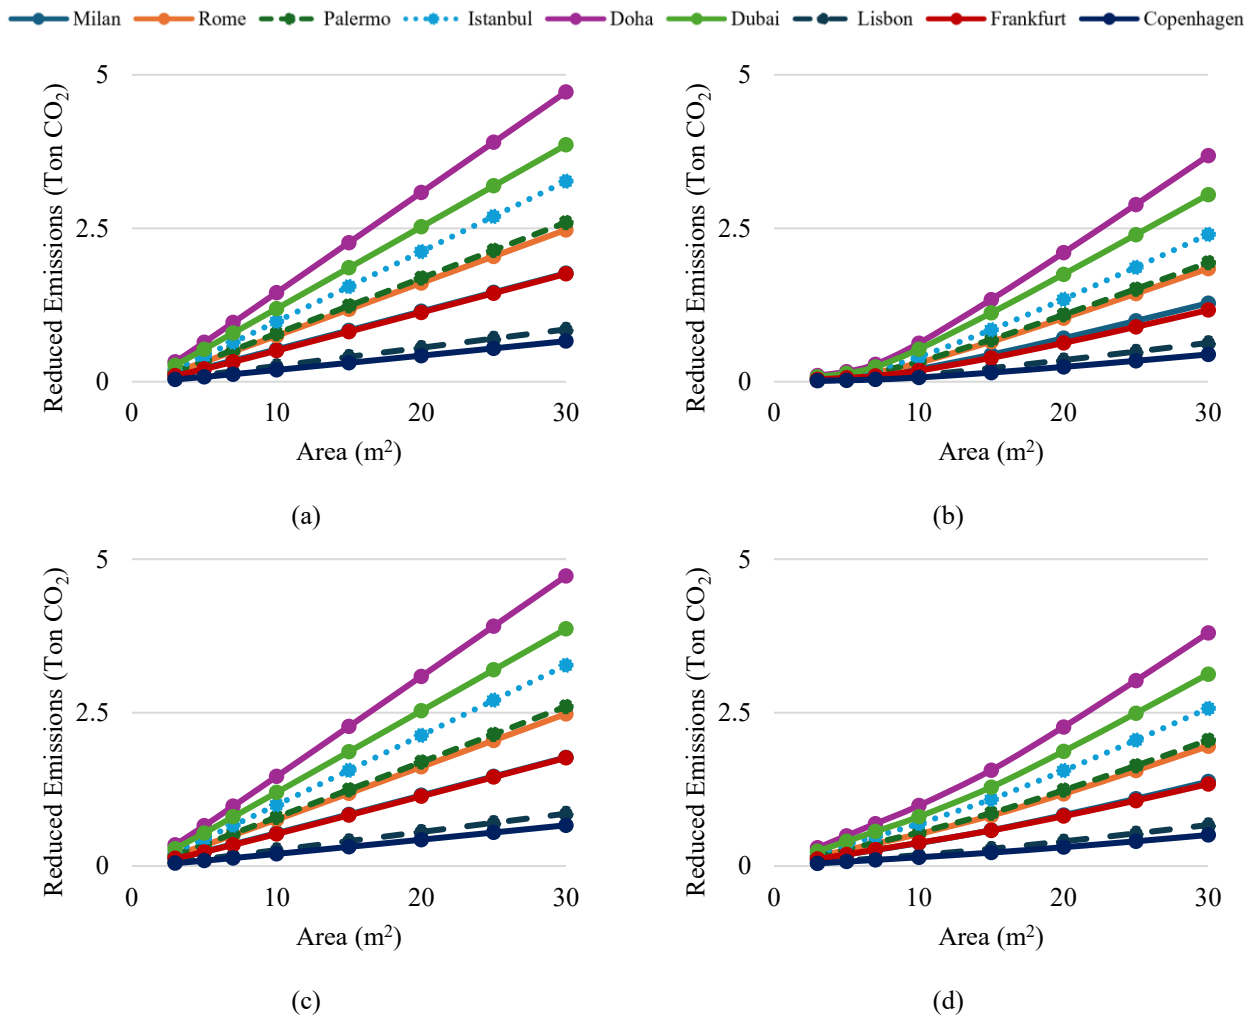 Milan Rome Palermo Istanbul Doha Dubai Lisbon Frankfurt Copenhagen
5
2.5
0
0 10 20 30
Reduced Emissions (Ton CO₂)
Area (m²)
(a)
5
2.5
0
0 10 20 30
Reduced Emissions (Ton CO₂)
Area (m²)
(b)
5
2.5
0
0 10 20 30
Reduced Emissions (Ton CO₂)
Area (m²)
(c)
5
2.5
0
0 10 20 30
Reduced Emissions (Ton CO₂)
Area (m²)
(d)